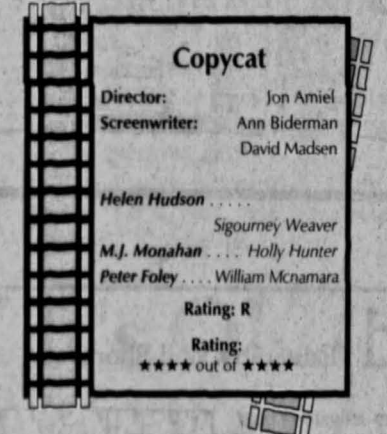 Copycat
Director: Jon Amiel
Screenwriter: Ann Biderman
David Madsen
Helen Hudson . . . . .
Sigourney Weaver
M.J. Monahan . . . . Holly Hunter
Peter Foley . . . . William Mcnamara
Rating: R
Rating:
★★★★ out of ★★★★